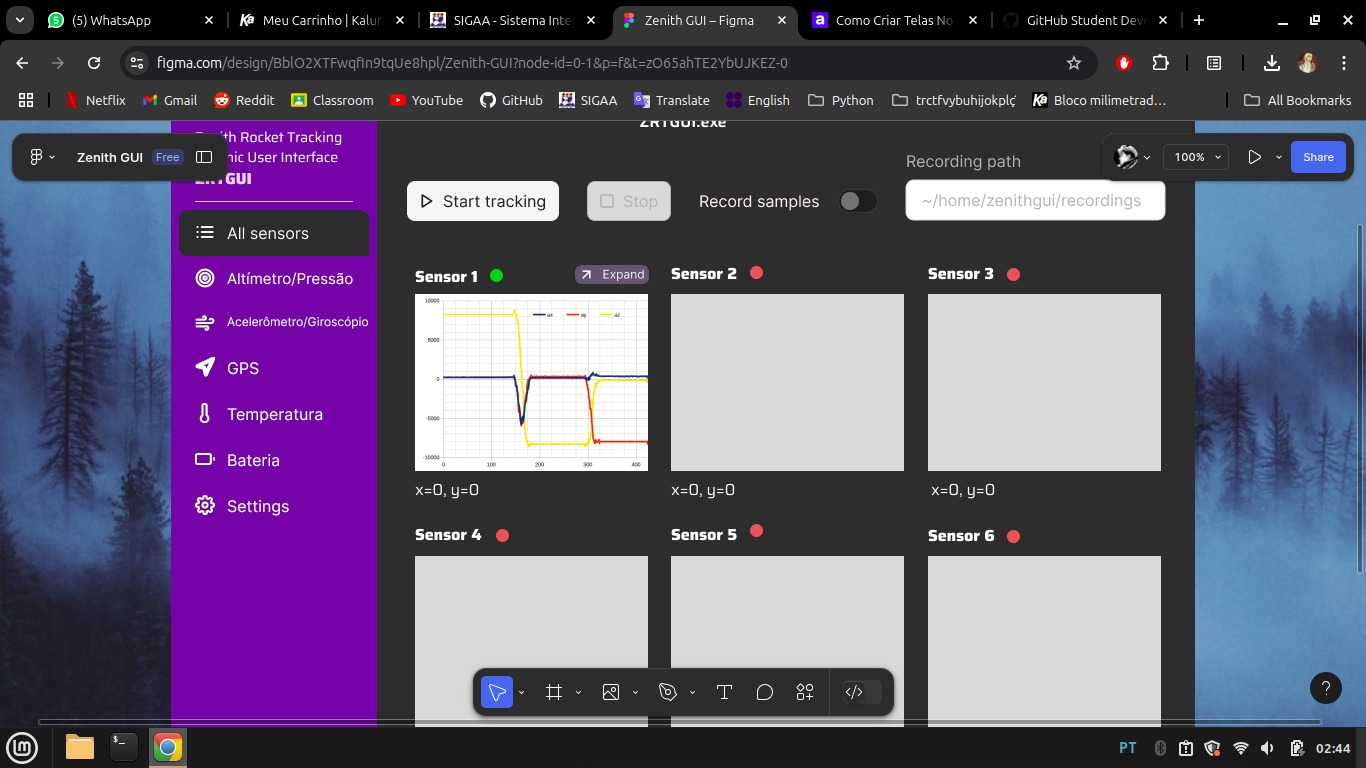 (5) WhatsApp
Meu Carrinho | Kalun
SIGAA - Sistema Inte
Zenith GUI – Figma
Como Criar Telas No
GitHub Student Dev
figma.com/design/BblO2XTFwqfIn9tqUe8hpl/Zenith-GUI?node-id=0-1&p=f&t=zO65ahTE2YbUJKEZ-0
Netflix
Gmail
Reddit
Classroom
YouTube
GitHub
SIGAA
Translate
English
Python
trctfvybuhijokplç
Bloco milimetrad…
All Bookmarks
ZRTGUI.exe
Zenith Rocket Tracking
Zenith GUI
Free
User Interface
ZRTGUI
100%
Share
Recording path
Start tracking
Stop
Record samples
~/home/zenithgui/recordings
All sensors
Altímetro/Pressão
Acelerômetro/Giroscópio
GPS
Temperatura
Bateria
Settings
Sensor 1
Expand
Sensor 2
Sensor 3
ax ay az
10000
5000
0
-5000
-10000
0 100 200 300 400
x=0, y=0
x=0, y=0
x=0, y=0
Sensor 4
Sensor 5
Sensor 6
?
$_
PT
02:44